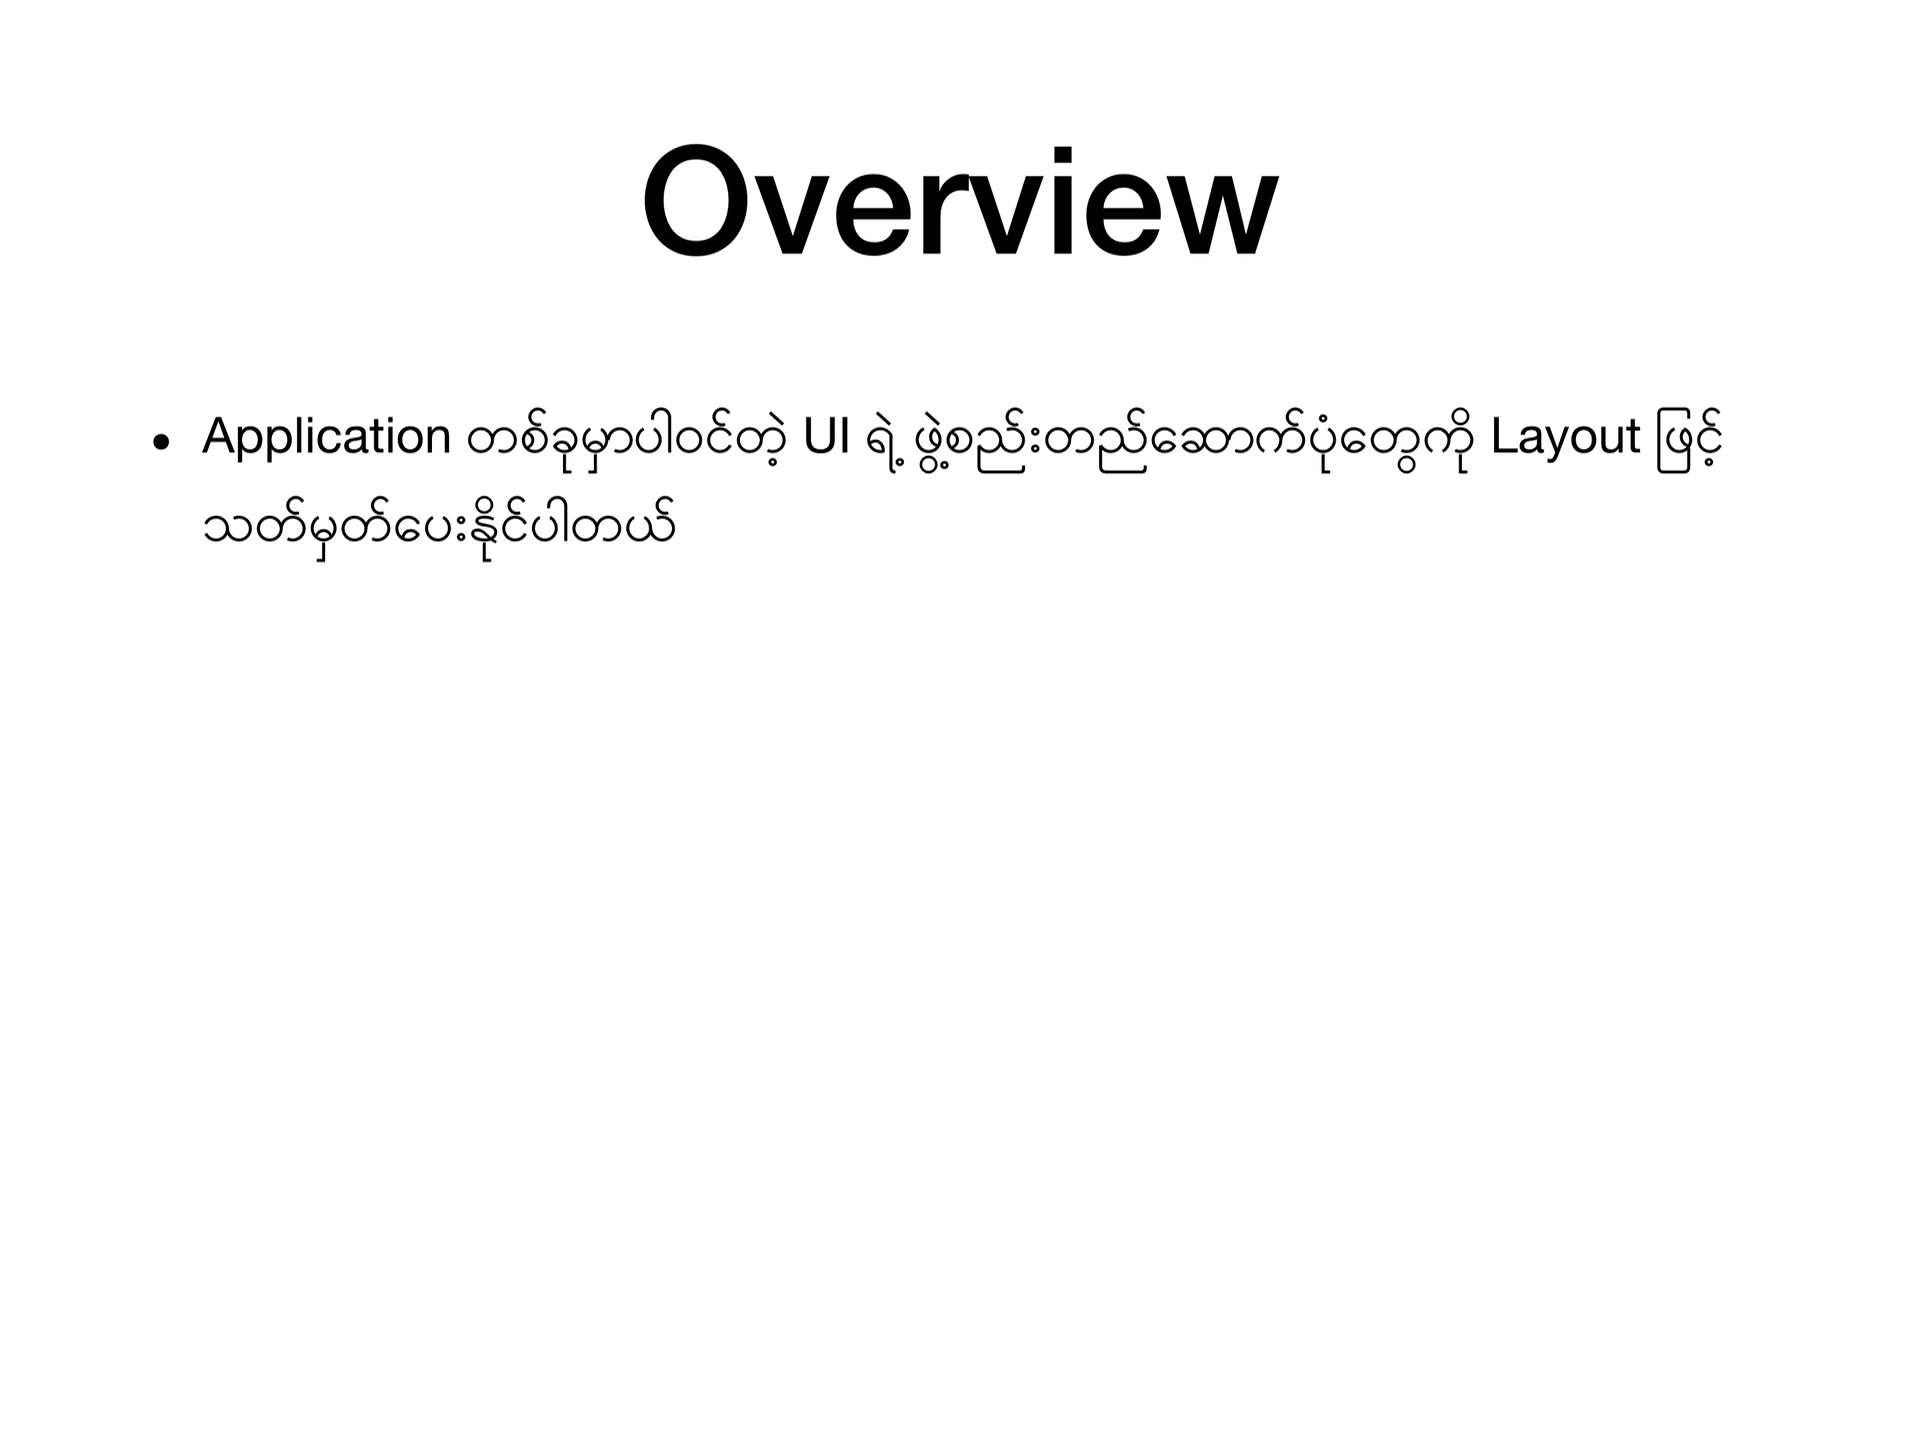 Overview
• Application တစ်ခုမှာပါဝင်တဲ့ UI ရဲ့ ဖွဲ့စည်းတည်ဆောက်ပုံတွေကို Layout ဖြင့်
သတ်မှတ်ပေးနိုင်ပါတယ်